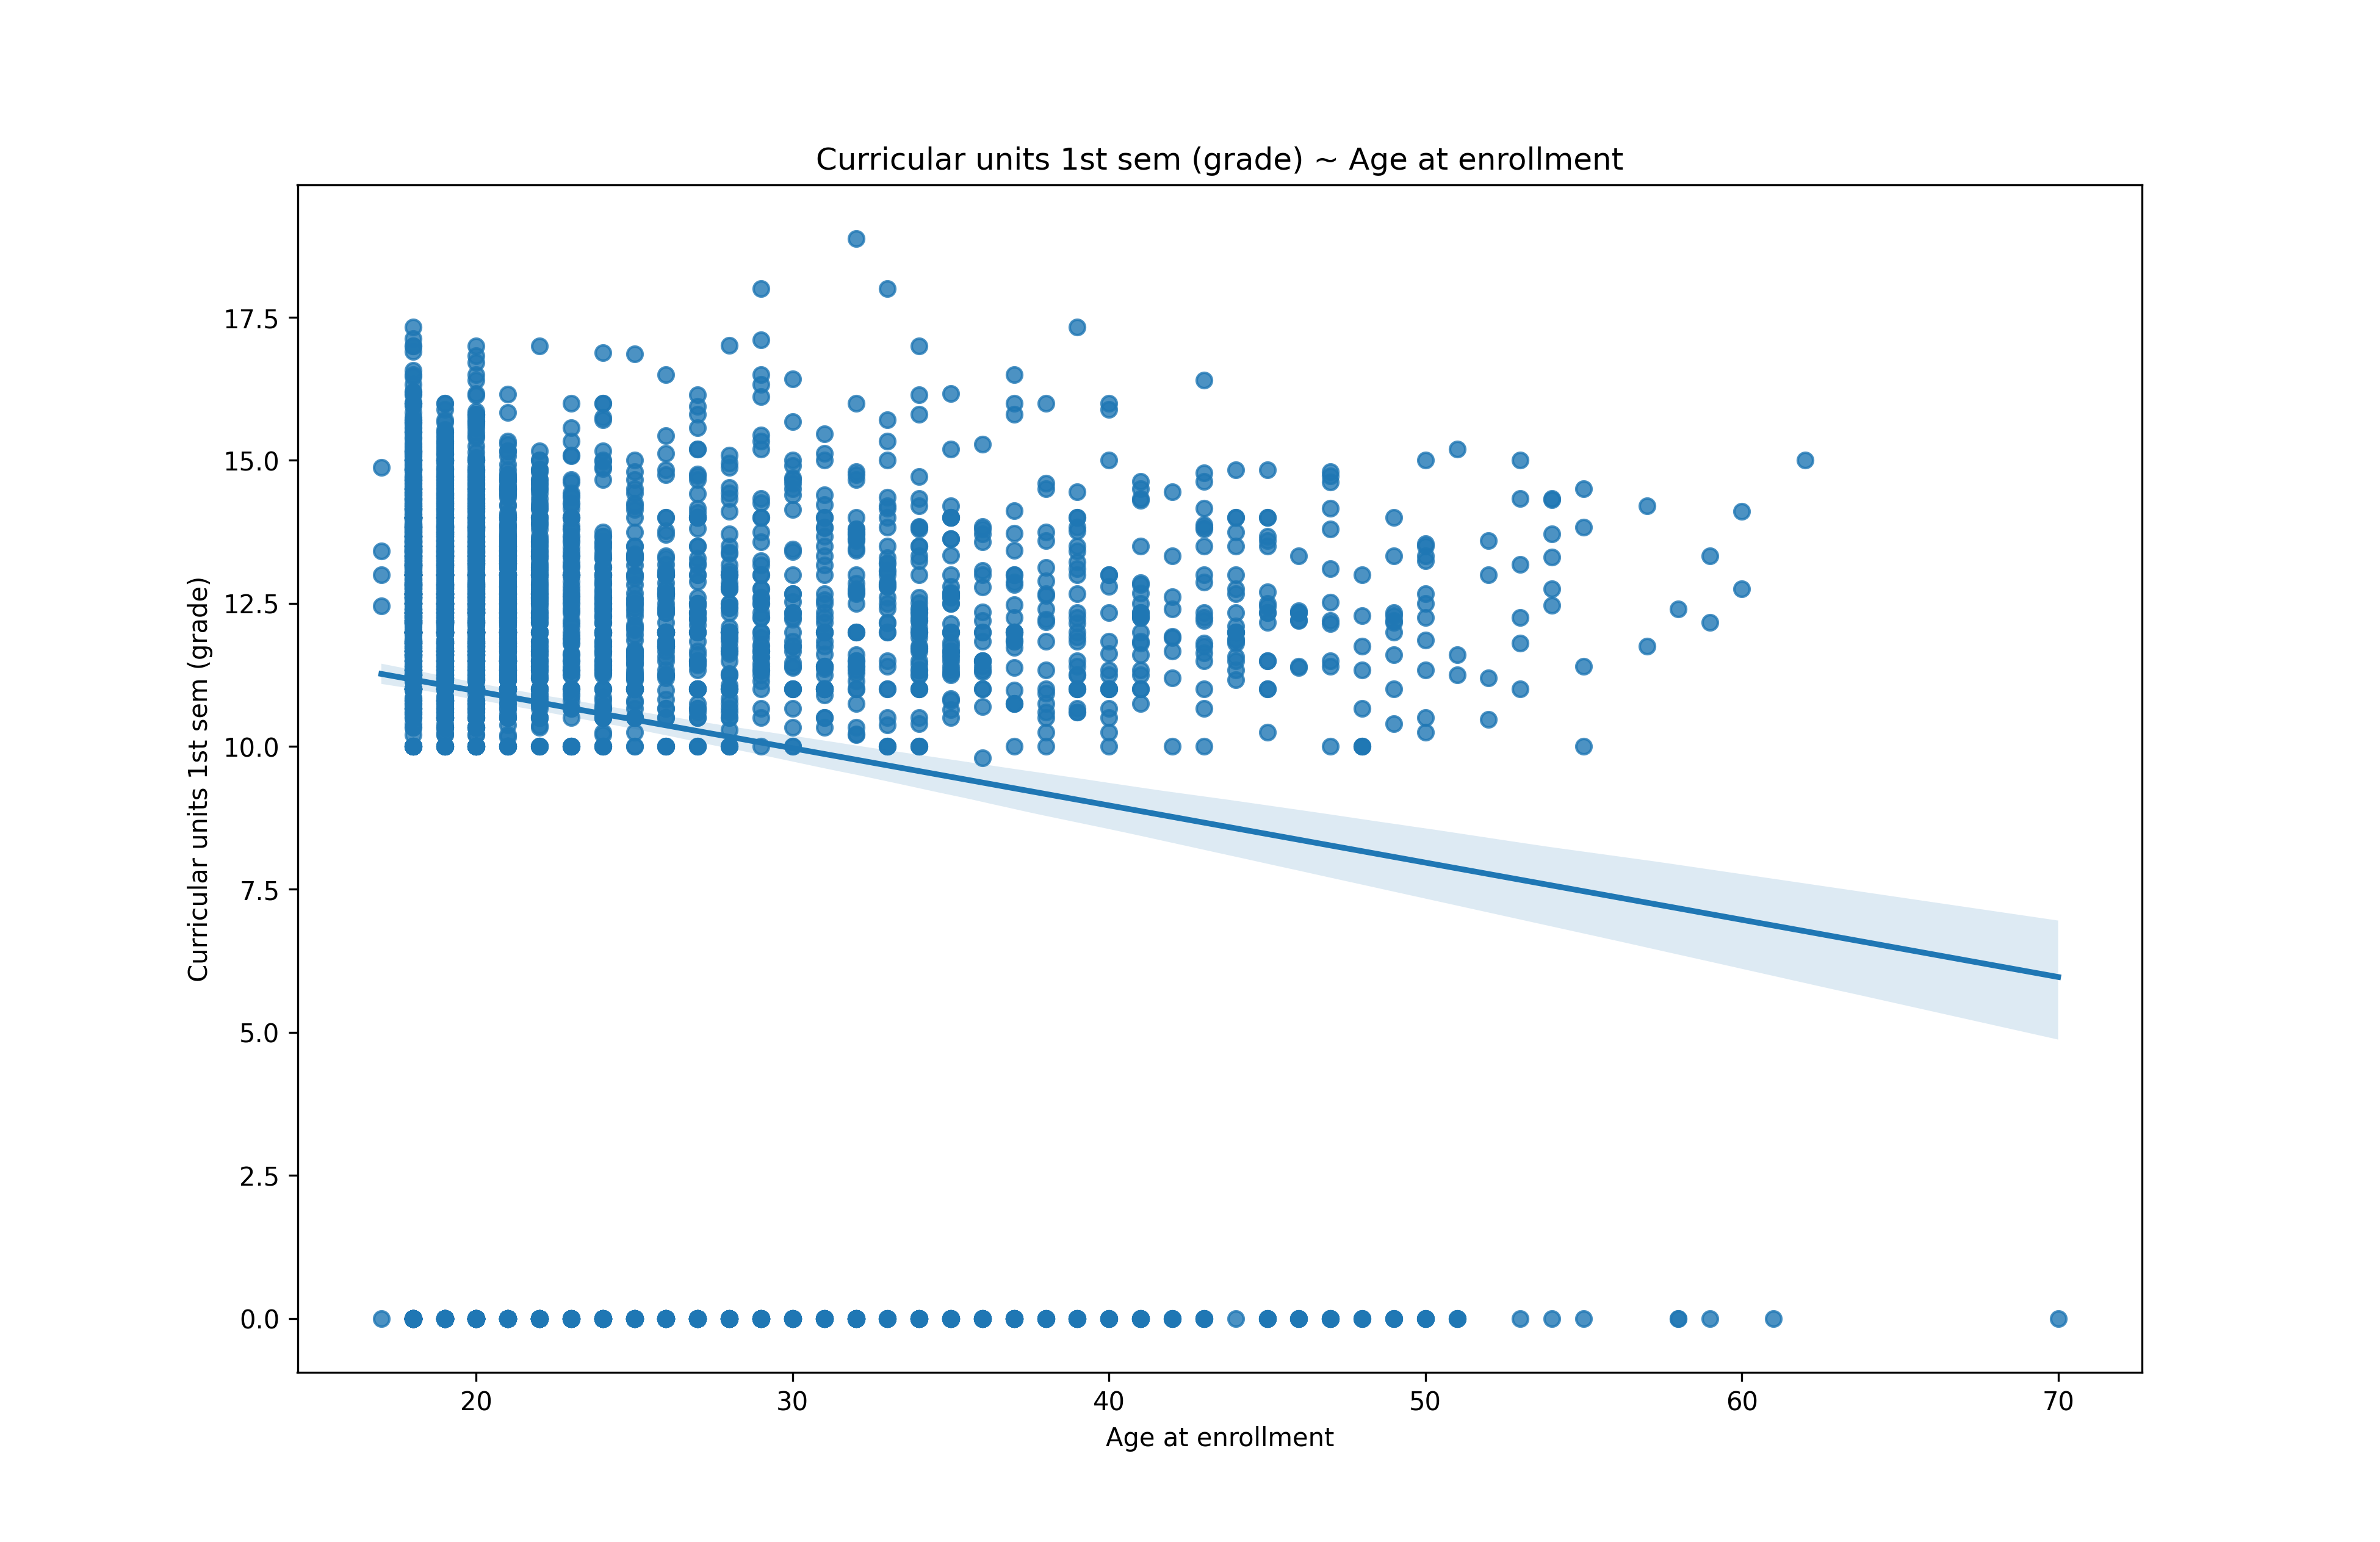 Curricular units 1st sem (grade) ~ Age at enrollment
Curricular units 1st sem (grade)
17.5
15.0
12.5
10.0
7.5
5.0
2.5
0.0
20 30 40 50 60 70
Age at enrollment